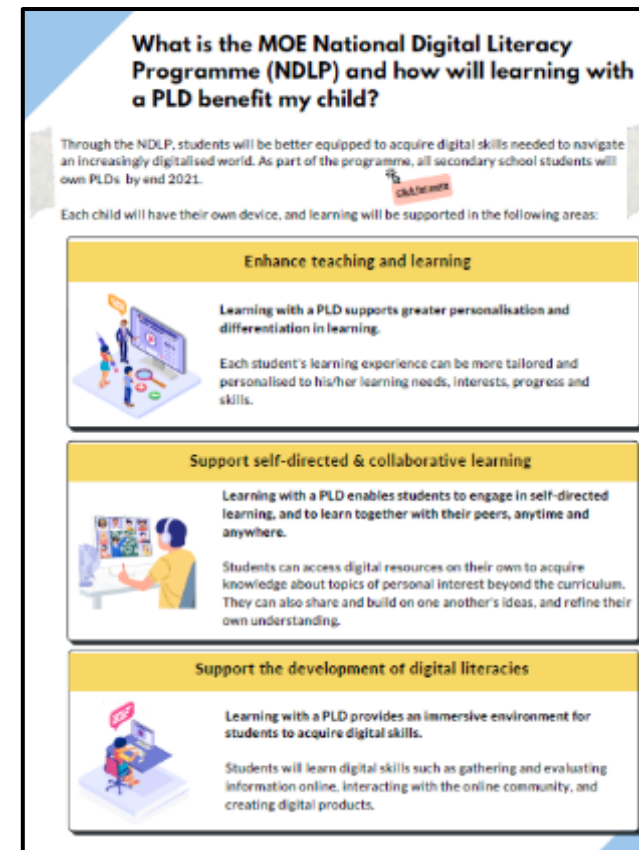 What is the MOE National Digital Literacy
Programme (NDLP) and how will learning with
a PLD benefit my child?
Through the NDLP, students will be better equipped to acquire digital skills needed to navigate
an increasingly digitalised world. As part of the programme, all secondary school students will
own PLDs by end 2021.
Click for more
Each child will have their own device, and learning will be supported in the following areas:
Enhance teaching and learning
Learning with a PLD supports greater personalisation and
differentiation in learning.
Each student's learning experience can be more tailored and
personalised to his/her learning needs, interests, progress and
skills.
Support self-directed & collaborative learning
Learning with a PLD enables students to engage in self-directed
learning, and to learn together with their peers, anytime and
anywhere.
Students can access digital resources on their own to acquire
knowledge about topics of personal interest beyond the curriculum.
They can also share and build on one another's ideas, and refine their
own understanding.
Support the development of digital literacies
Learning with a PLD provides an immersive environment for
students to acquire digital skills.
Students will learn digital skills such as gathering and evaluating
information online, interacting with the online community, and
creating digital products.